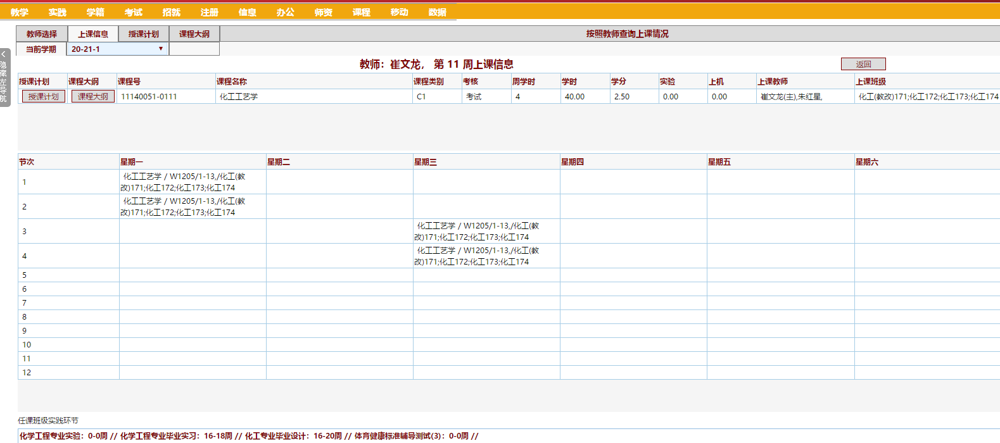 教学 实践 学籍 考试 招就 注册 信息 办公 师资 课程 移动 数据
教师选择 上课信息 授课计划 课程大纲 按照教师查询上课情况
当前学期 20-21-1
隐藏左导航
教师：崔文龙， 第 11 周上课信息 返回
授课计划 课程大纲 课程号 课程名称 课程类别 考核 周学时 学时 学分 实验 上机 上课教师 上课班级
授课计划 课程大纲 11140051-0111 化工工艺学 C1 考试 4 40.00 2.50 0.00 0.00 崔文龙(主),朱红星, 化工(教改)171;化工172;化工173;化工174
节次 星期一 星期二 星期三 星期四 星期五 星期六
1 化工工艺学 / W1205/1-13,/化工(教
改)171;化工172;化工173;化工174
2 化工工艺学 / W1205/1-13,/化工(教
改)171;化工172;化工173;化工174
3 化工工艺学 / W1205/1-13,/化工(教
改)171;化工172;化工173;化工174
4 化工工艺学 / W1205/1-13,/化工(教
改)171;化工172;化工173;化工174
5
6
7
8
9
10
11
12
任课班级实践环节
化学工程专业实验：0-0周 // 化学工程专业毕业实习：16-18周 // 化工专业毕业设计：16-20周 // 体育健康标准辅导测试(3)：0-0周 //